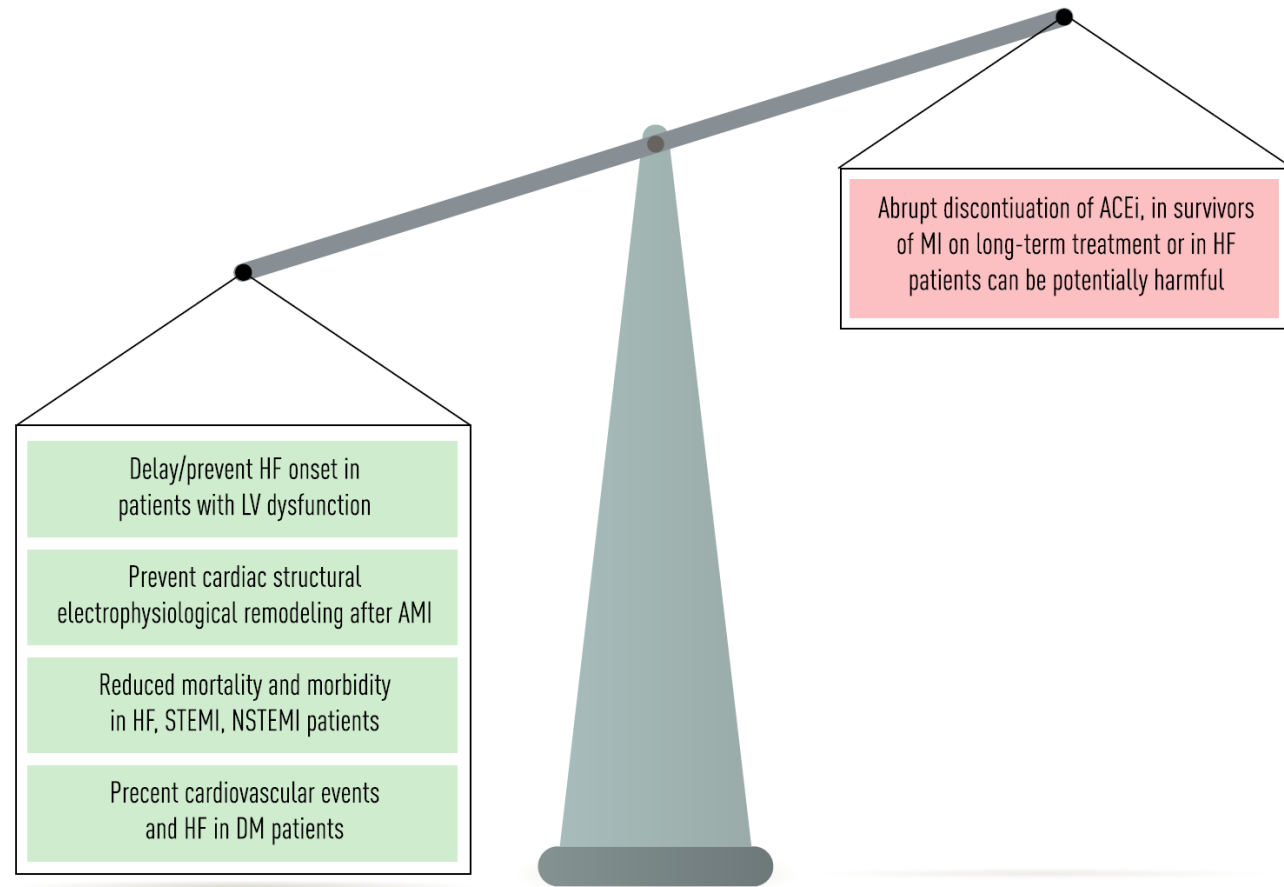 Abrupt discontiuation of ACEi, in survivors
of MI on long-term treatment or in HF
patients can be potentially harmful
Delay/prevent HF onset in
patients with LV dysfunction
Prevent cardiac structural
electrophysiological remodeling after AMI
Reduced mortality and morbidity
in HF, STEMI, NSTEMI patients
Precent cardiovascular events
and HF in DM patients